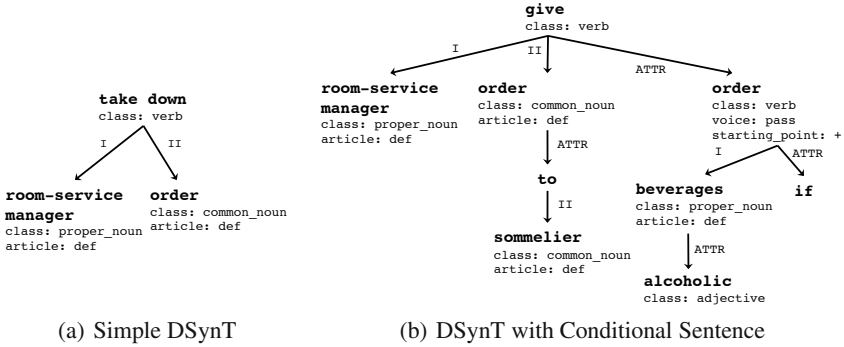 give
class: verb
I
II
ATTR
room-service
manager
class: proper_noun
article: def
order
class: common_noun
article: def
order
class: verb
voice: pass
starting_point: +
take down
class: verb
I
II
ATTR
I
ATTR
to
beverages
class: proper_noun
article: def
if
room-service
manager
class: proper_noun
article: def
order
class: common_noun
article: def
II
sommelier
class: common_noun
article: def
ATTR
alcoholic
class: adjective
(a) Simple DSynT
(b) DSynT with Conditional Sentence